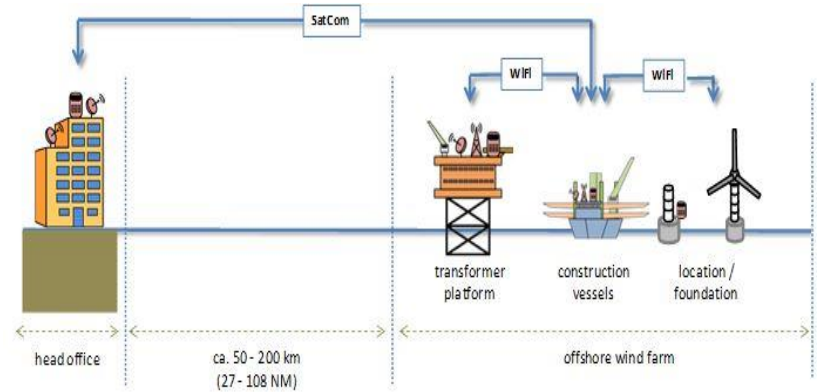 SatCom
WiFi
WiFi
transformer
platform
construction
vessels
location /
foundation
head office
ca. 50 - 200 km
(27 - 108 NM)
offshore wind farm